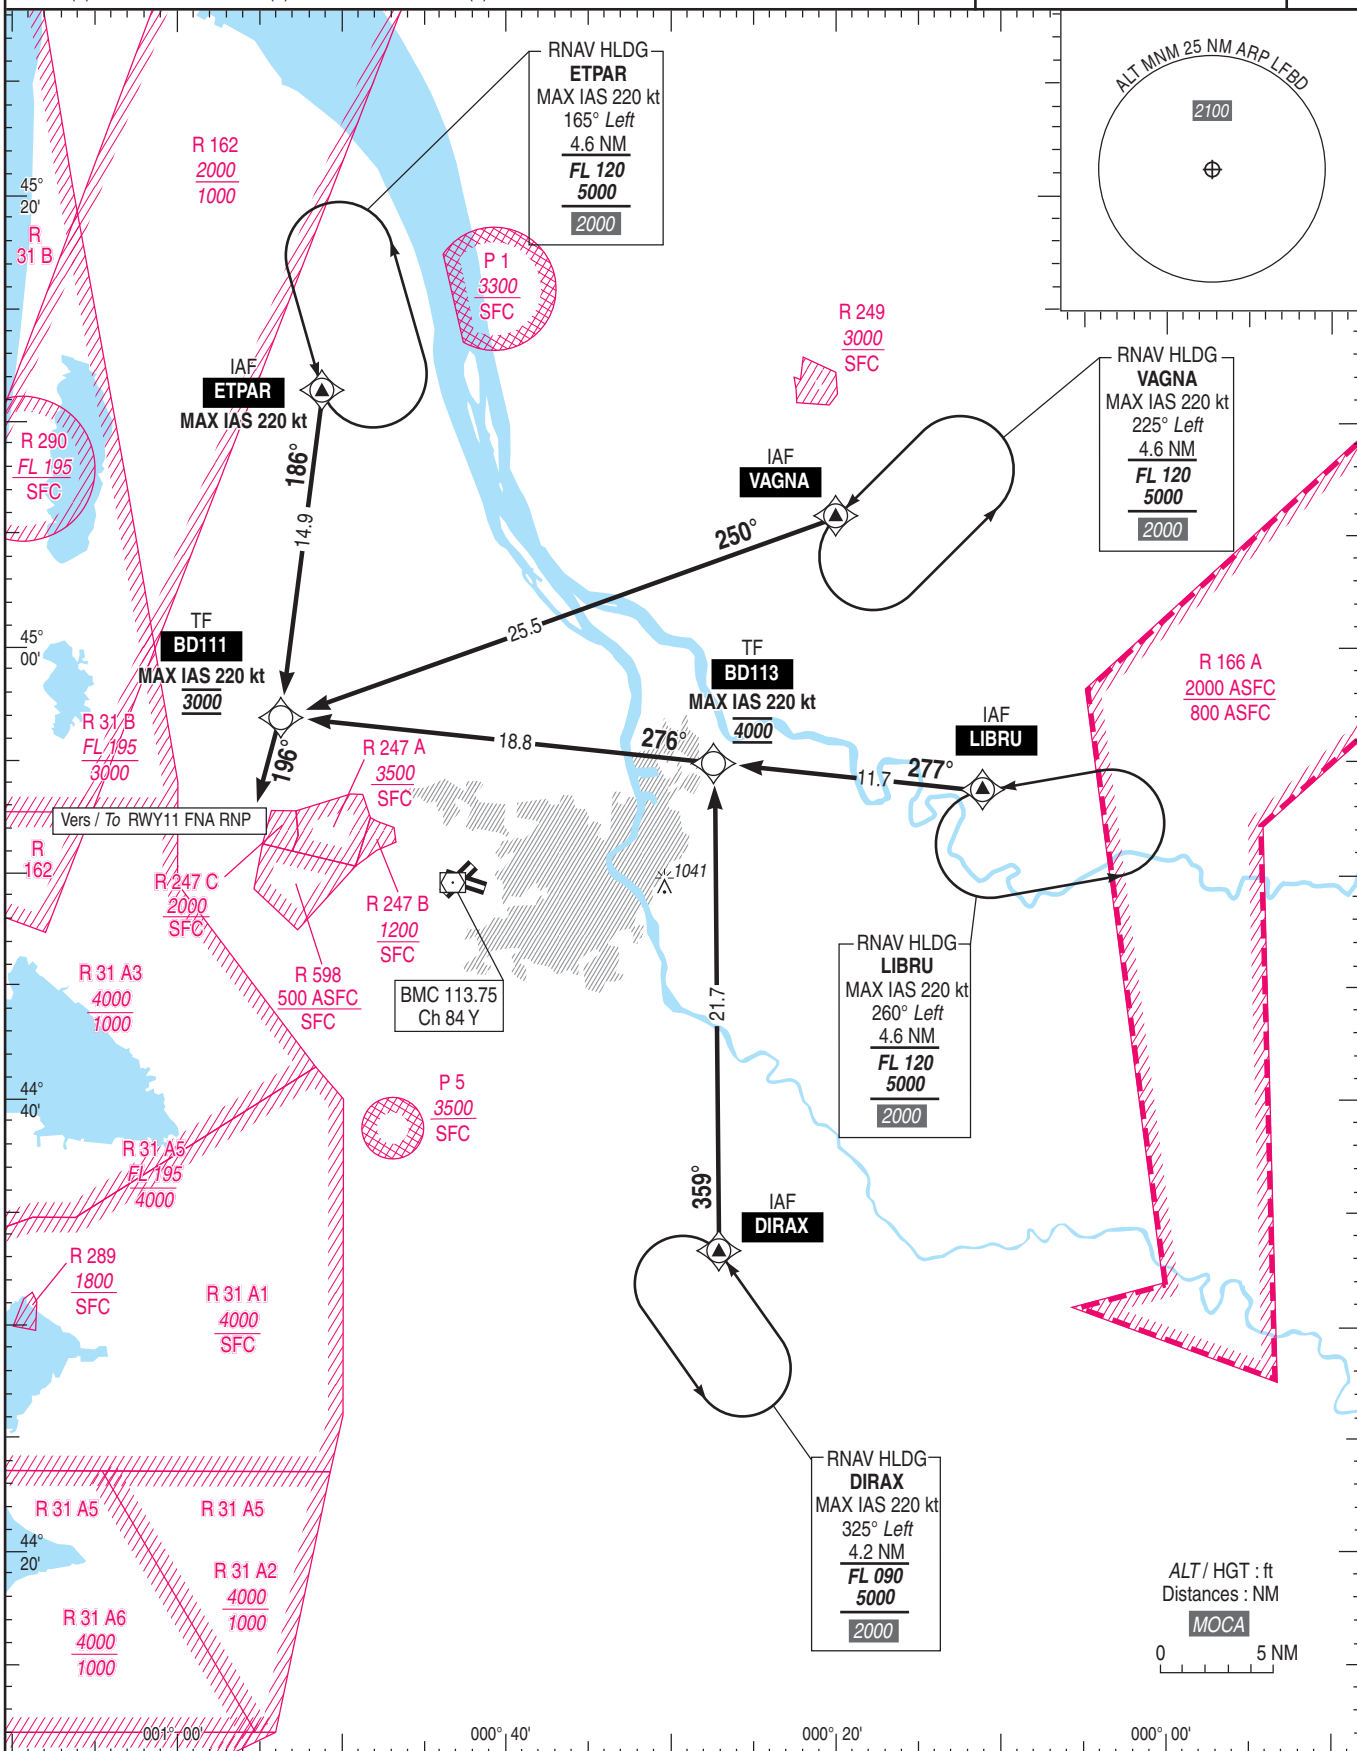 RNAV HLDG
ETPAR
MAX IAS 220 kt
165° Left
4.6 NM
FL 120
5000
2000
ALT MNM 25 NM ARP LFBD
2100
R 162
2000
1000
45°
20'
R
31 B
P 1
3300
SFC
R 249
3000
SFC
IAF
ETPAR
MAX IAS 220 kt
RNAV HLDG
VAGNA
MAX IAS 220 kt
225° Left
4.6 NM
FL 120
5000
2000
R 290
FL 195
SFC
186°
14.9
IAF
VAGNA
250°
25.5
TF
BD111
MAX IAS 220 kt
3000
45°
00'
TF
BD113
MAX IAS 220 kt
4000
R 166 A
2000 ASFC
800 ASFC
IAF
LIBRU
R 31 B
FL 195
3000
196°
R 247 A
3500
SFC
18.8
276°
11.7
277°
Vers / To RWY11 FNA RNP
R
162
R 247 C
2000
SFC
R 247 B
1200
SFC
1041
R 598
500 ASFC
SFC
BMC 113.75
Ch 84 Y
R 31 A3
4000
1000
RNAV HLDG
LIBRU
MAX IAS 220 kt
260° Left
4.6 NM
FL 120
5000
2000
21.7
44°
40'
P 5
3500
SFC
R 31 A5
FL 195
4000
359°
IAF
DIRAX
R 289
1800
SFC
R 31 A1
4000
SFC
RNAV HLDG
DIRAX
MAX IAS 220 kt
325° Left
4.2 NM
FL 090
5000
2000
R 31 A5
R 31 A5
44°
20'
R 31 A2
4000
1000
R 31 A6
4000
1000
ALT / HGT : ft
Distances : NM
MOCA
0 5 NM
001° 00'
000° 40'
000° 20'
000° 00'